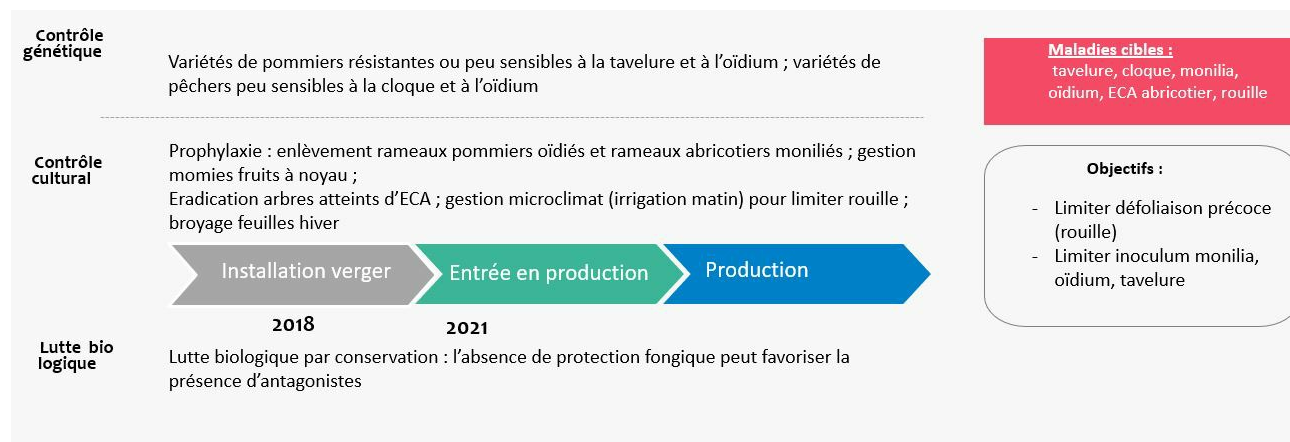 Contrôle
génétique
Variétés de pommiers résistantes ou peu sensibles à la tavelure et à l’oïdium ; variétés de
pêchers peu sensibles à la cloque et à l’oïdium
Contrôle
cultural
Prophylaxie : enlèvement rameaux pommiers oïdiés et rameaux abricotiers moniliés ; gestion
momies fruits à noyau ;
Eradication arbres atteints d’ECA ; gestion microclimat (irrigation matin) pour limiter rouille ;
broyage feuilles hiver
Installation verger
Entrée en production
Production
2018
2021
Lutte bio
logique
Lutte biologique par conservation : l’absence de protection fongique peut favoriser la
présence d’antagonistes
Maladies cibles :
tavelure, cloque, monilia,
oïdium, ECA abricotier, rouille
Objectifs :
- Limiter défoliaison précoce
(rouille)
- Limiter inoculum monilia,
oïdium, tavelure